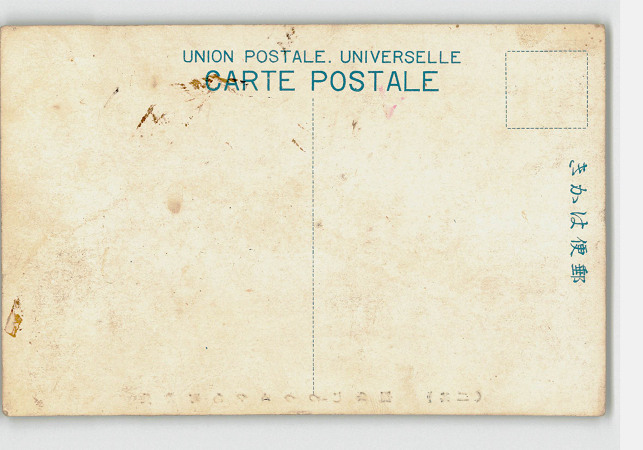 UNION POSTALE. UNIVERSELLE
CARTE POSTALE
きかは便郵